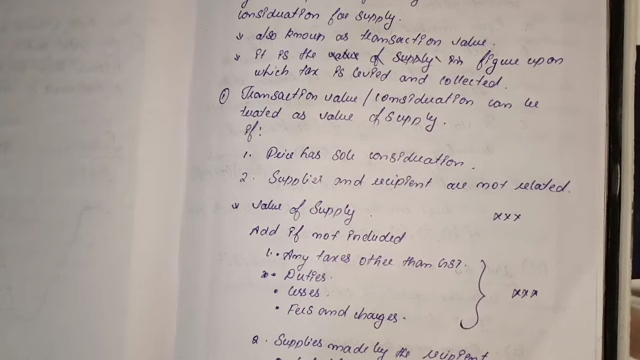 consideration for supply.
* also known as transaction value.
* it is the value of supply in figure upon
which tax is levied and collected.
① Transaction value / consideration can be
treated as value of supply.
if:
1. Price has sole consideration.
2. Supplier and recipient are not related.
* value of supply. xxx
Add if not included
1. • Any taxes other than GST.
• Duties.
• Cesses.
• Fees and charges. xxx
2. Supplies made by the recipient